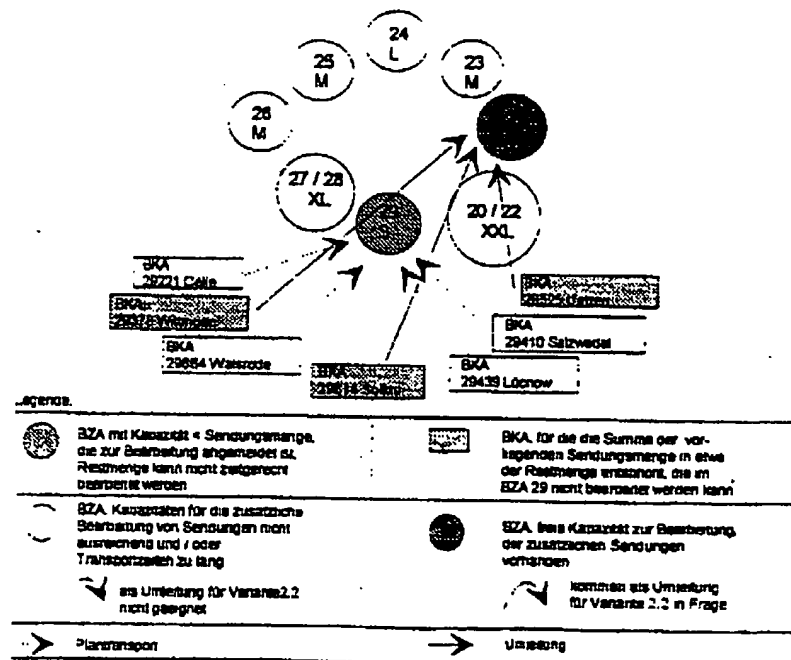 24
L
25
M
23
M
26
M
27 / 28
XL
20 / 22
XXL
BKA
29221 Celle
BKA
BKA
29664 Walsrode
BKA
BKA
BKA
29410 Salzwedel
BKA
29439 Lüchow
BZA mit Kapazität < Sendungsmenge,
die zur Bearbeitung angemeldet ist,
Restmenge kann nicht zeitgerecht
bearbeitet werden
BKA, für die die Summe der vor-
liegenden Sendungsmenge in etwa
der Restmenge entspricht, die im
BZA 29 nicht bearbeitet werden kann
BZA, Kapazitäten für die zusätzliche
Bearbeitung von Sendungen nicht
ausreichend und / oder
Transportzeiten zu lang
BZA, freie Kapazität zur Bearbeitung,
der zusätzlichen Sendungen
vorhanden
als Umleitung für Variante 2.2
nicht geeignet
kommen als Umleitung
für Variante 2.2 in Frage
Plantransport
Umleitung